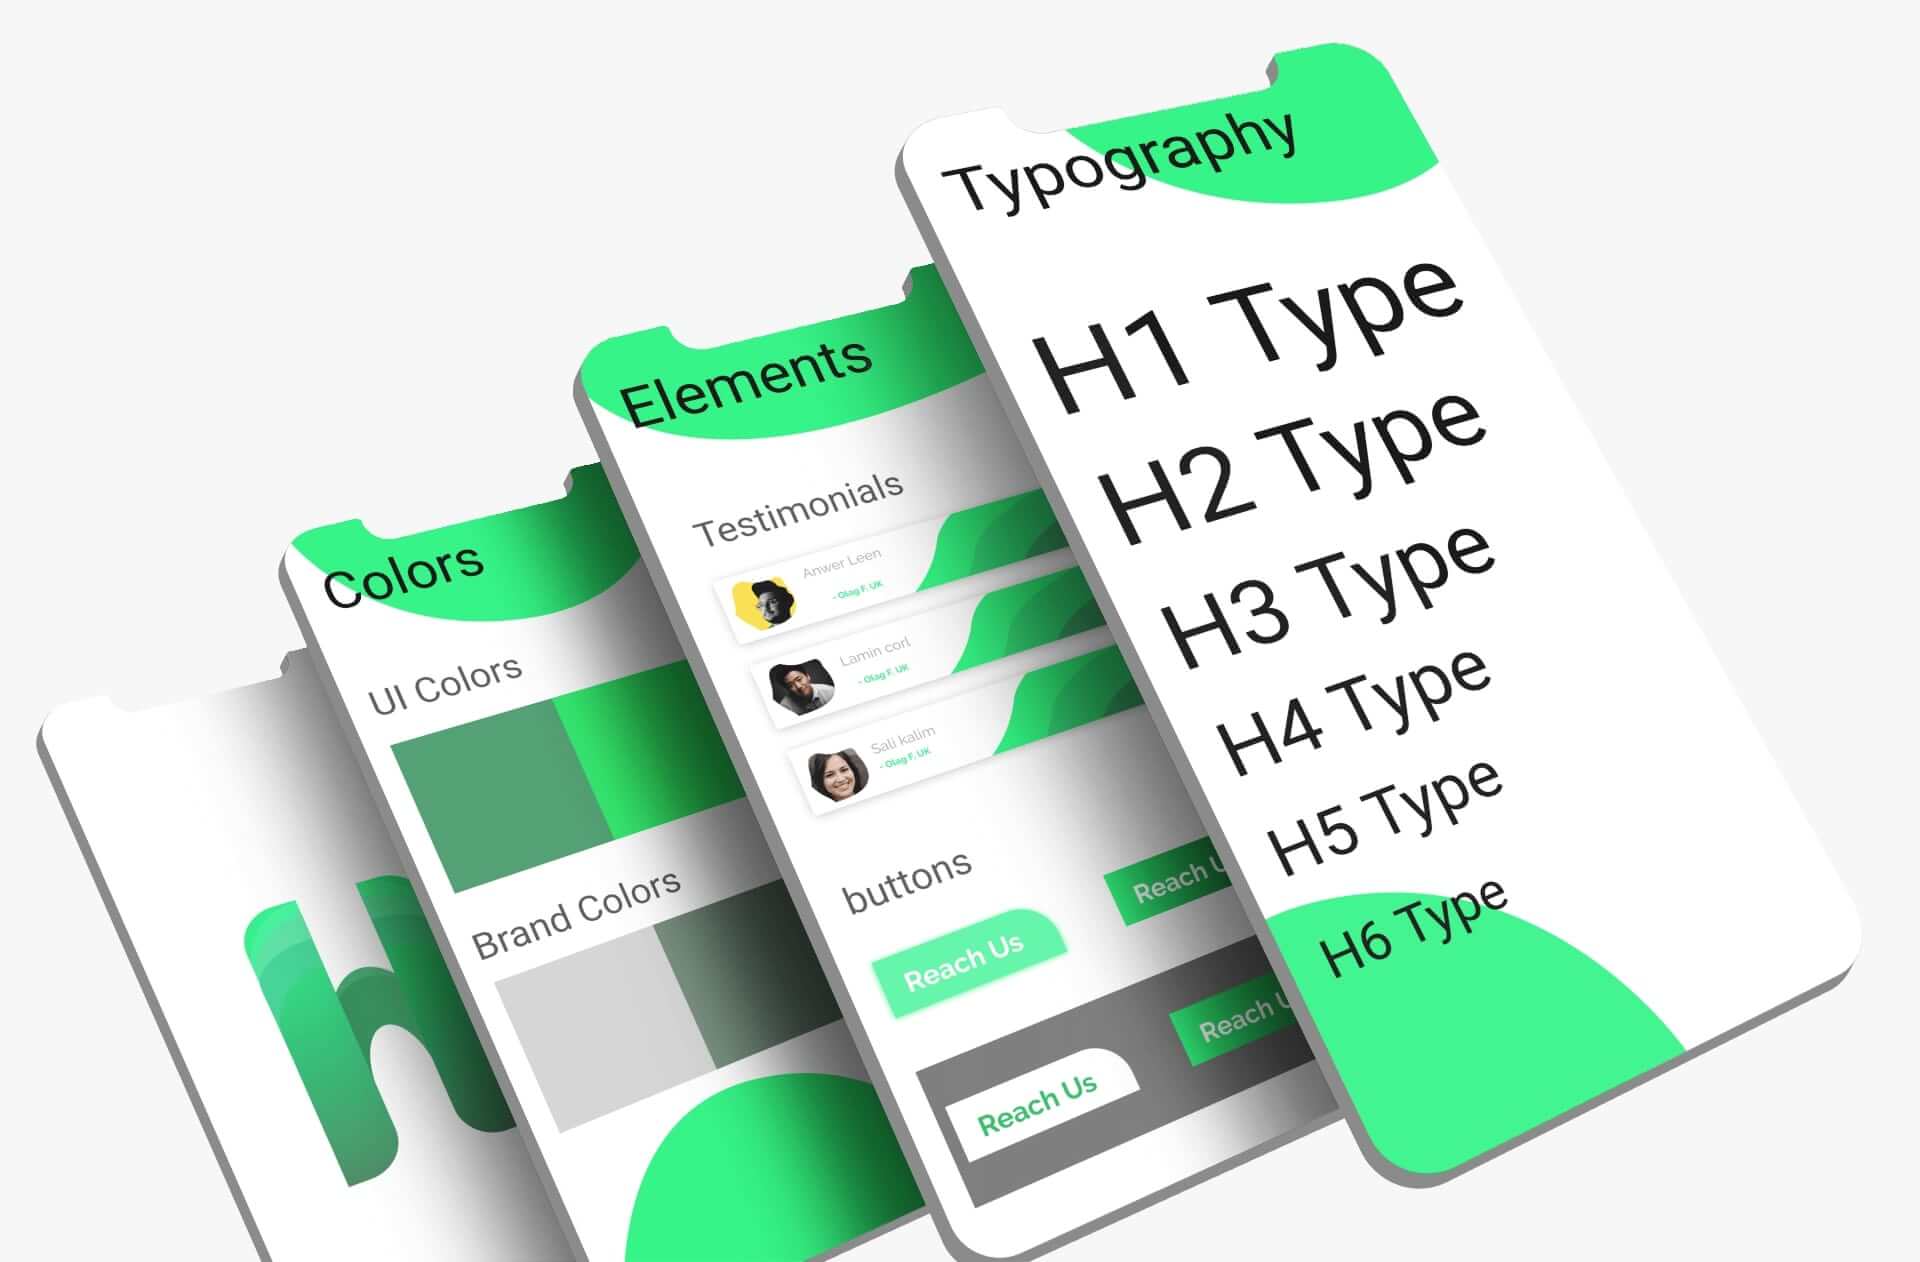 Typography
H1 Type
H2 Type
H3 Type
H4 Type
H5 Type
H6 Type
Elements
Testimonials
Anwer Leen
- Olag F. UK
Lamin corl
- Olag F. UK
Sali kalim
- Olag F. UK
buttons
Reach Us
Reach U
Reach Us
Reach U
Colors
UI Colors
Brand Colors
h